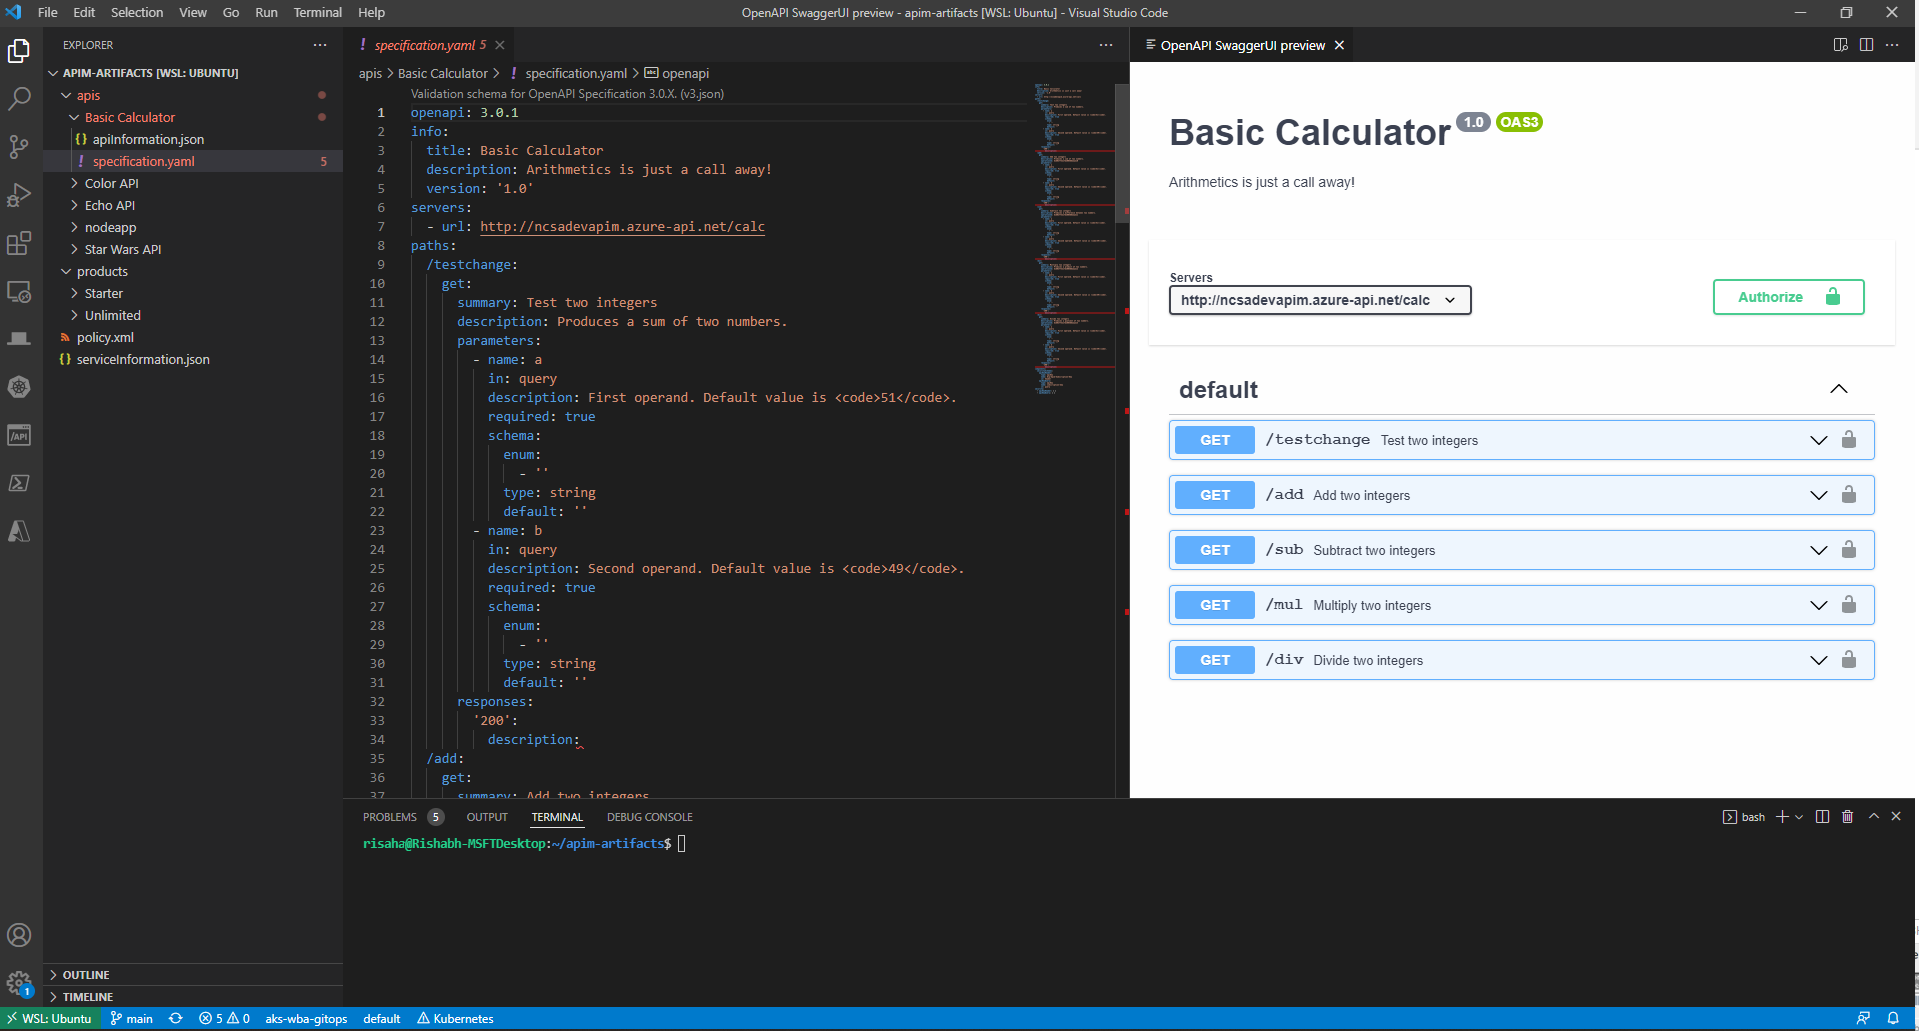 File Edit Selection View Go Run Terminal Help
OpenAPI SwaggerUI preview - apim-artifacts [WSL: Ubuntu] - Visual Studio Code
EXPLORER
APIM-ARTIFACTS [WSL: UBUNTU]
apis
Basic Calculator
{} apiInformation.json
! specification.yaml 5
Color API
Echo API
nodeapp
Star Wars API
products
Starter
Unlimited
policy.xml
{} serviceInformation.json
OUTLINE
TIMELINE
/API
1
! specification.yaml 5
apis > Basic Calculator > ! specification.yaml > openapi
Validation schema for OpenAPI Specification 3.0.X. (v3.json)
1 openapi: 3.0.1
2 info:
3 title: Basic Calculator
4 description: Arithmetics is just a call away!
5 version: '1.0'
6 servers:
7 - url: http://ncsadevapim.azure-api.net/calc
8 paths:
9 /testchange:
10 get:
11 summary: Test two integers
12 description: Produces a sum of two numbers.
13 parameters:
14 - name: a
15 in: query
16 description: First operand. Default value is <code>51</code>.
17 required: true
18 schema:
19 enum:
20 - ''
21 type: string
22 default: ''
23 - name: b
24 in: query
25 description: Second operand. Default value is <code>49</code>.
26 required: true
27 schema:
28 enum:
29 - ''
30 type: string
31 default: ''
32 responses:
33 '200':
34 description:
35 /add:
36 get:
37 summary: Add two integers
OpenAPI SwaggerUI preview
Basic Calculator 1.0 OAS3
Arithmetics is just a call away!
Servers
http://ncsadevapim.azure-api.net/calc
Authorize
default
GET /testchange Test two integers
GET /add Add two integers
GET /sub Subtract two integers
GET /mul Multiply two integers
GET /div Divide two integers
PROBLEMS 5 OUTPUT TERMINAL DEBUG CONSOLE
bash
risaha@Rishabh-MSFTDesktop:~/apim-artifacts$
WSL: Ubuntu main 5 0 aks-wba-gitops default Kubernetes